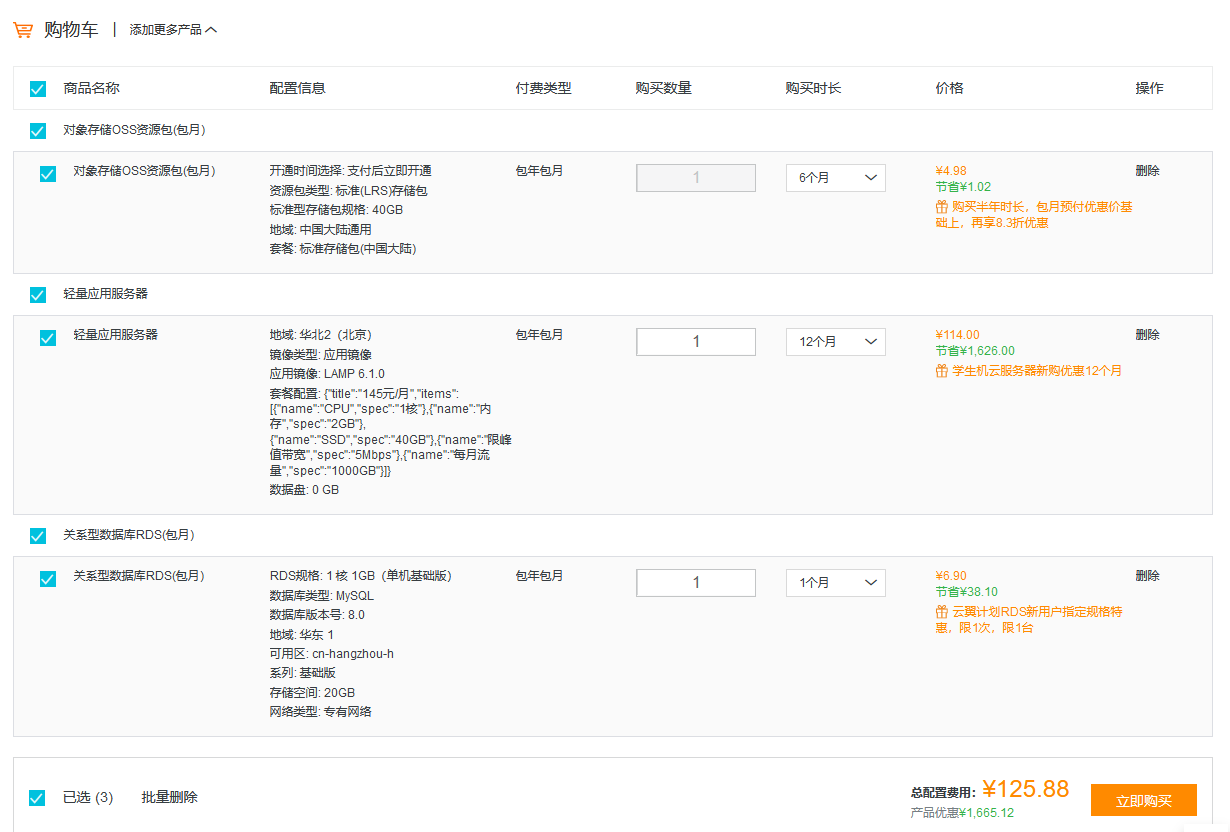 购物车 | 添加更多产品
商品名称 配置信息 付费类型 购买数量 购买时长 价格 操作
对象存储OSS资源包(包月)
对象存储OSS资源包(包月) 开通时间选择: 支付后立即开通 包年包月 1 6个月 ¥4.98 删除
资源包类型: 标准(LRS)存储包 节省¥1.02
标准型存储包规格: 40GB 购买半年时长，包月预付优惠价基
地域: 中国大陆通用 础上，再享8.3折优惠
套餐: 标准存储包(中国大陆)
轻量应用服务器
轻量应用服务器 地域: 华北2（北京） 包年包月 1 12个月 ¥114.00 删除
镜像类型: 应用镜像 节省¥1,626.00
应用镜像: LAMP 6.1.0 学生机云服务器新购优惠12个月
套餐配置: {"title":"145元/月","items":
[{"name":"CPU","spec":"1核"},{"name":"内
存","spec":"2GB"},
{"name":"SSD","spec":"40GB"},{"name":"限峰
值带宽","spec":"5Mbps"},{"name":"每月流
量","spec":"1000GB"}]}
数据盘: 0 GB
关系型数据库RDS(包月)
关系型数据库RDS(包月) RDS规格: 1 核 1GB（单机基础版) 包年包月 1 1个月 ¥6.90 删除
数据库类型: MySQL 节省¥38.10
数据库版本号: 8.0 云翼计划RDS新用户指定规格特
地域: 华东 1 惠，限1次，限1台
可用区: cn-hangzhou-h
系列: 基础版
存储空间: 20GB
网络类型: 专有网络
已选 (3) 批量删除 总配置费用: ¥125.88 立即购买
产品优惠¥1,665.12